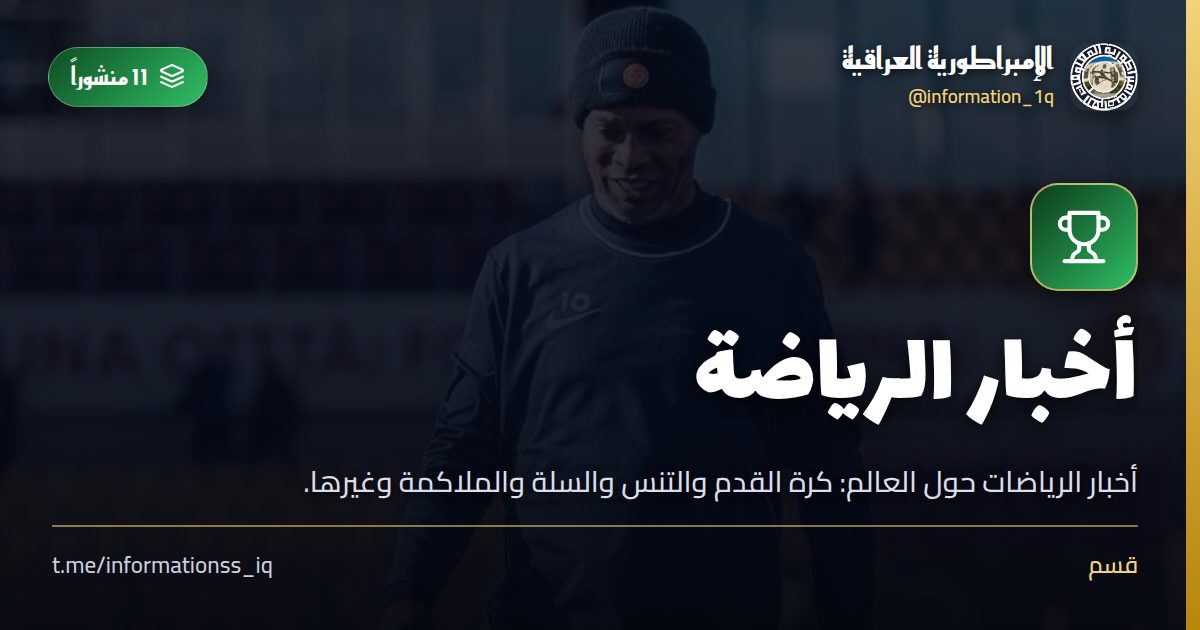 الإمبراطورية العراقية
@information_1q
11 منشوراً
10
أخبار الرياضة
أخبار الرياضات حول العالم: كرة القدم والتنس والسلة والملاكمة وغيرها.
قسم
t.me/informationss_iq